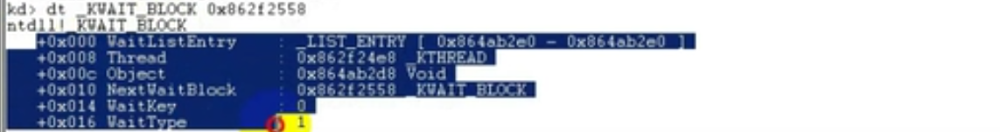 kd> dt _KWAIT_BLOCK 0x862f2558
ntdll!_KWAIT_BLOCK
+0x000 WaitListEntry : _LIST_ENTRY [ 0x864ab2e0 - 0x864ab2e0 ]
+0x008 Thread : 0x862f24e8 _KTHREAD
+0x00c Object : 0x864ab2d8 Void
+0x010 NextWaitBlock : 0x862f2558 _KWAIT_BLOCK
+0x014 WaitKey : 0
+0x016 WaitType : 1